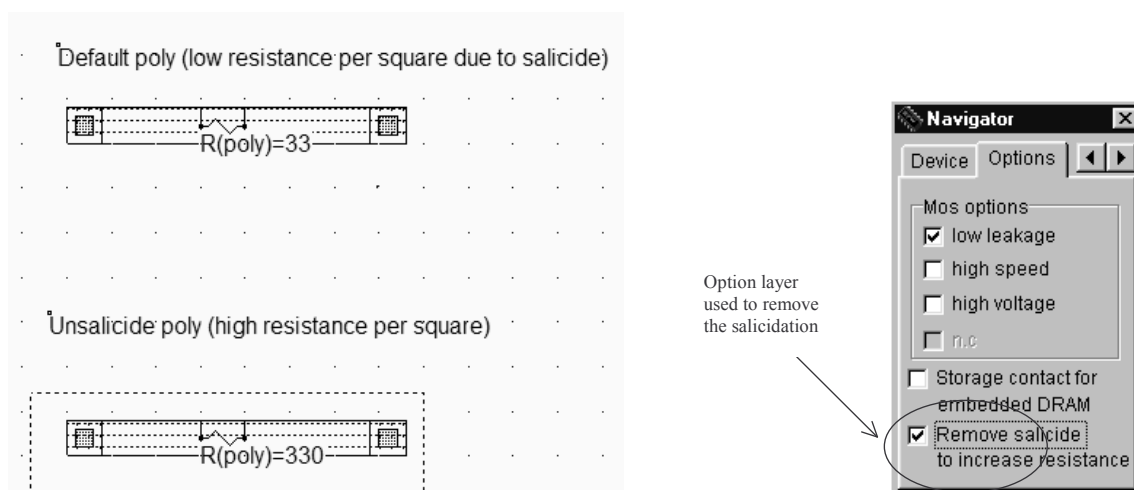 Default poly (low resistance per square due to salicide)
R(poly)=33
Unsalicide poly (high resistance per square)
R(poly)=330
Option layer
used to remove
the salicidation
Navigator
Device Options
Mos options
low leakage
high speed
high voltage
n.c
Storage contact for
embedded DRAM
Remove salicide
to increase resistance